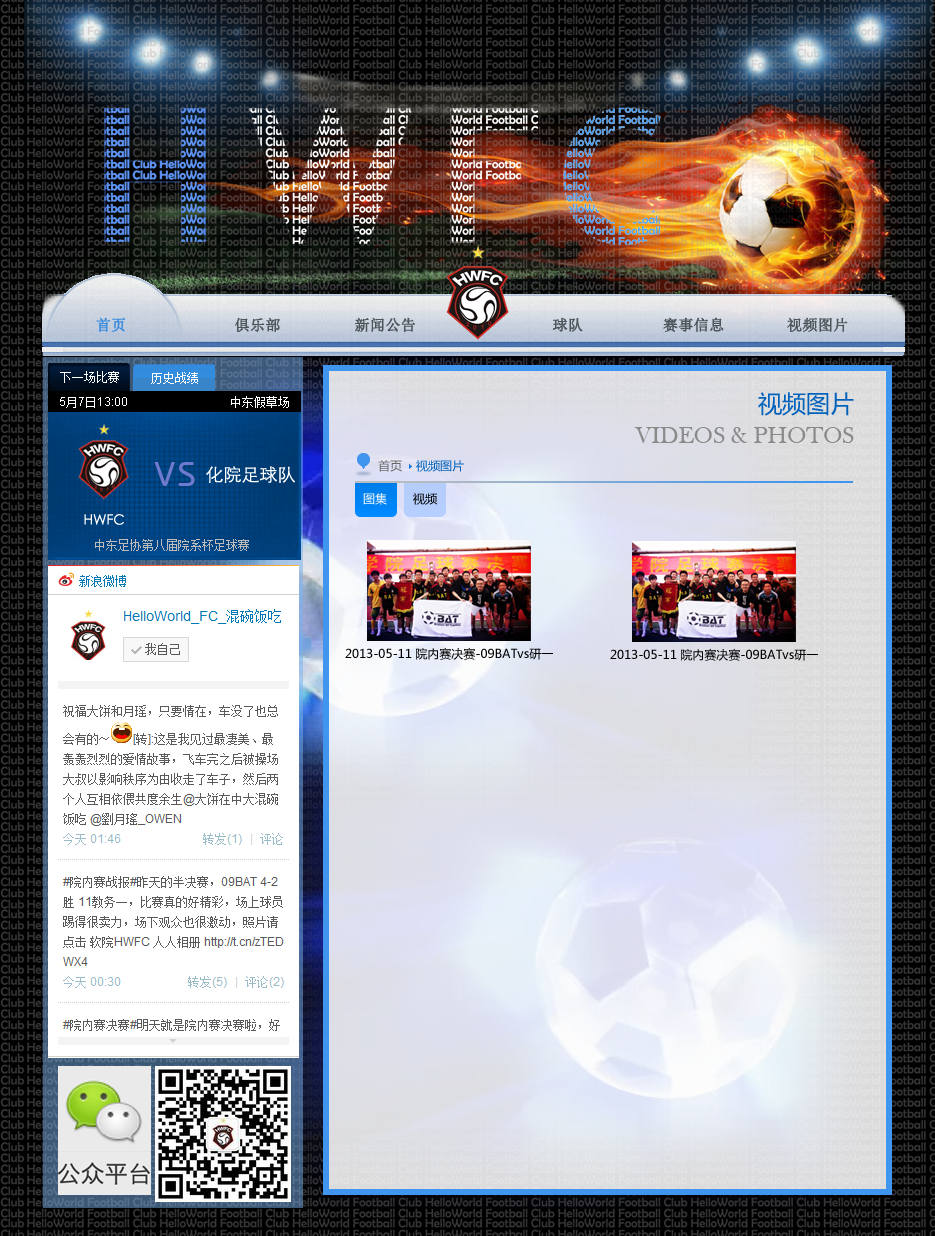 HWFC
HWFC
首页
俱乐部
新闻公告
球队
赛事信息
视频图片
下一场比赛
历史战绩
5月7日13:00
中东假草场
HWFC
VS
化院足球队
HWFC
中东足协第八届院系杯足球赛
新浪微博
HWFC
HelloWorld_FC_混碗饭吃
我自己
祝福大饼和月瑶，只要情在，车没了也总
会有的～[转]:这是我见过最凄美、最
轰轰烈烈的爱情故事，飞车完之后被操场
大叔以影响秩序为由收走了车子，然后两
个人互相依偎共度余生@大饼在中大混碗
饭吃 @劉月瑤_OWEN
今天 01:46
转发(1) | 评论
#院内赛战报#昨天的半决赛，09BAT 4-2
胜 11教务一，比赛真的好精彩，场上球员
踢得很卖力，场下观众也很激动，照片请
点击 软院HWFC 人人相册 http://t.cn/zTED
WX4
今天 00:30
转发(5) | 评论(2)
#院内赛决赛#明天就是院内赛决赛啦，好
公众平台
视频图片
VIDEOS & PHOTOS
首页
视频图片
图集
视频
BAT
2013-05-11 院内赛决赛-09BATvs研一
BAT
2013-05-11 院内赛决赛-09BATvs研一